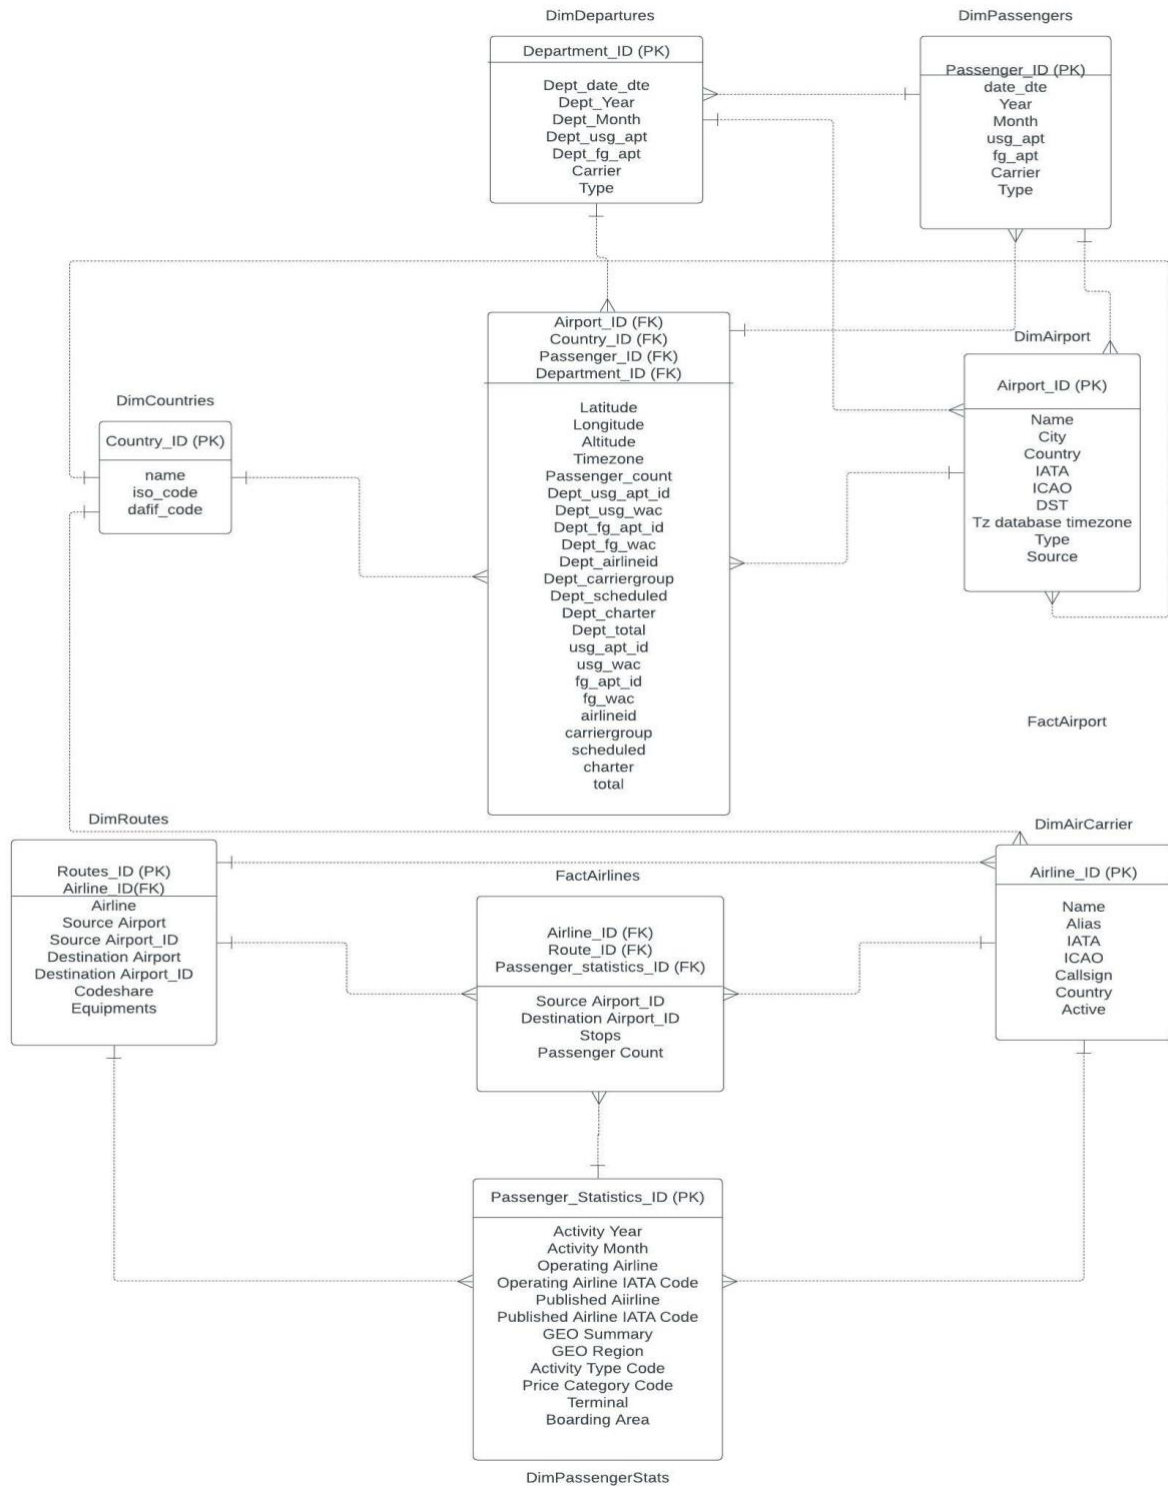 DimDepartures
Department_ID (PK)
Dept_date_dte
Dept_Year
Dept_Month
Dept_usg_apt
Dept_fg_apt
Carrier
Type
DimPassengers
Passenger_ID (PK)
date_dte
Year
Month
usg_apt
fg_apt
Carrier
Type
Airport_ID (FK)
Country_ID (FK)
Passenger_ID (FK)
Department_ID (FK)
Latitude
Longitude
Altitude
Timezone
Passenger_count
Dept_usg_apt_id
Dept_usg_wac
Dept_fg_apt_id
Dept_fg_wac
Dept_airlineid
Dept_carriergroup
Dept_scheduled
Dept_charter
Dept_total
usg_apt_id
usg_wac
fg_apt_id
fg_wac
airlineid
carriergroup
scheduled
charter
total
DimAirport
Airport_ID (PK)
Name
City
Country
IATA
ICAO
DST
Tz database timezone
Type
Source
DimCountries
Country_ID (PK)
name
iso_code
dafif_code
FactAirport
DimRoutes
Routes_ID (PK)
Airline_ID(FK)
Airline
Source Airport
Source Airport_ID
Destination Airport
Destination Airport_ID
Codeshare
Equipments
FactAirlines
Airline_ID (FK)
Route_ID (FK)
Passenger_statistics_ID (FK)
Source Airport_ID
Destination Airport_ID
Stops
Passenger Count
DimAirCarrier
Airline_ID (PK)
Name
Alias
IATA
ICAO
Callsign
Country
Active
Passenger_Statistics_ID (PK)
Activity Year
Activity Month
Operating Airline
Operating Airline IATA Code
Published Aiirline
Published Airline IATA Code
GEO Summary
GEO Region
Activity Type Code
Price Category Code
Terminal
Boarding Area
DimPassengerStats